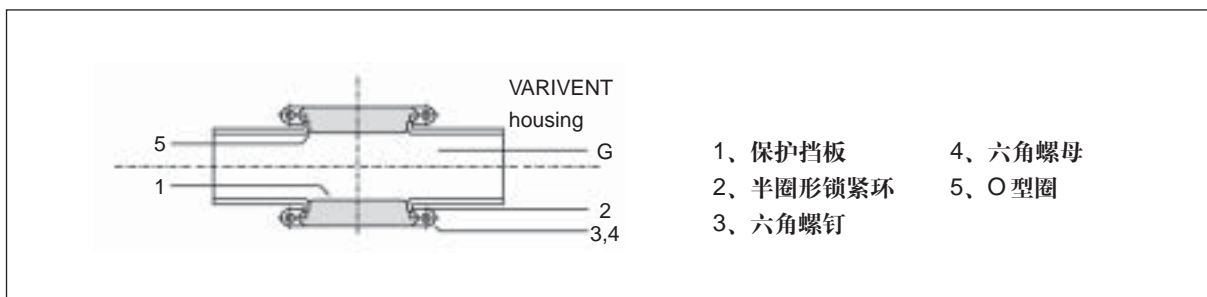 VARIVENT
housing
5
G
1
2
3,4
1、保护挡板
2、半圈形锁紧环
3、六角螺钉
4、六角螺母
5、O型圈